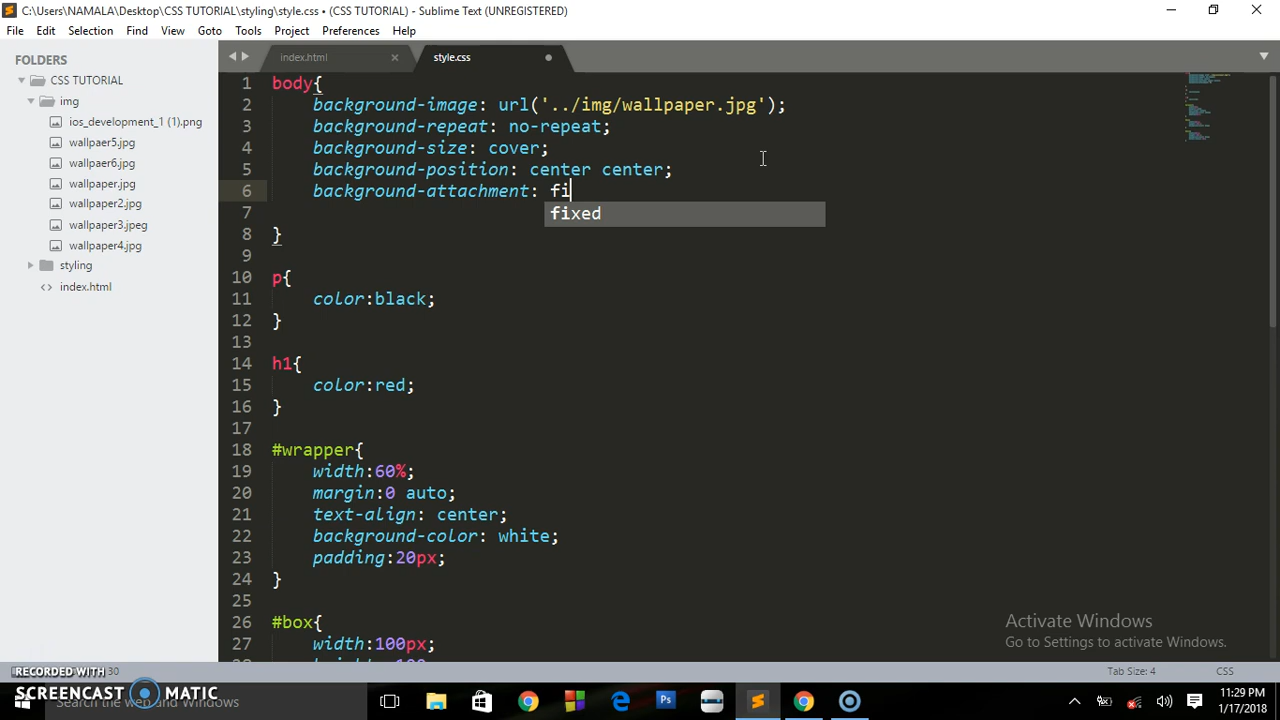 C:\Users\NAMALA\Desktop\CSS TUTORIAL\styling\style.css • (CSS TUTORIAL) - Sublime Text (UNREGISTERED)
File Edit Selection Find View Goto Tools Project Preferences Help
FOLDERS
CSS TUTORIAL
img
ios_development_1 (1).png
wallpaer5.jpg
wallpaer6.jpg
wallpaper.jpg
wallpaper2.jpg
wallpaper3.jpeg
wallpaper4.jpg
styling
index.html
index.html
style.css
1 body{
2 background-image: url('../img/wallpaper.jpg');
3 background-repeat: no-repeat;
4 background-size: cover;
5 background-position: center center;
6 background-attachment: fi
fixed
7
8 }
9
10 p{
11 color:black;
12 }
13
14 h1{
15 color:red;
16 }
17
18 #wrapper{
19 width:60%;
20 margin:0 auto;
21 text-align: center;
22 background-color: white;
23 padding:20px;
24 }
25
26 #box{
27 width:100px;
Activate Windows
Go to Settings to activate Windows.
RECORDED WITH
SCREENCAST MATIC
30
Tab Size: 4
CSS
Search the web and Windows
11:29 PM
1/17/2018